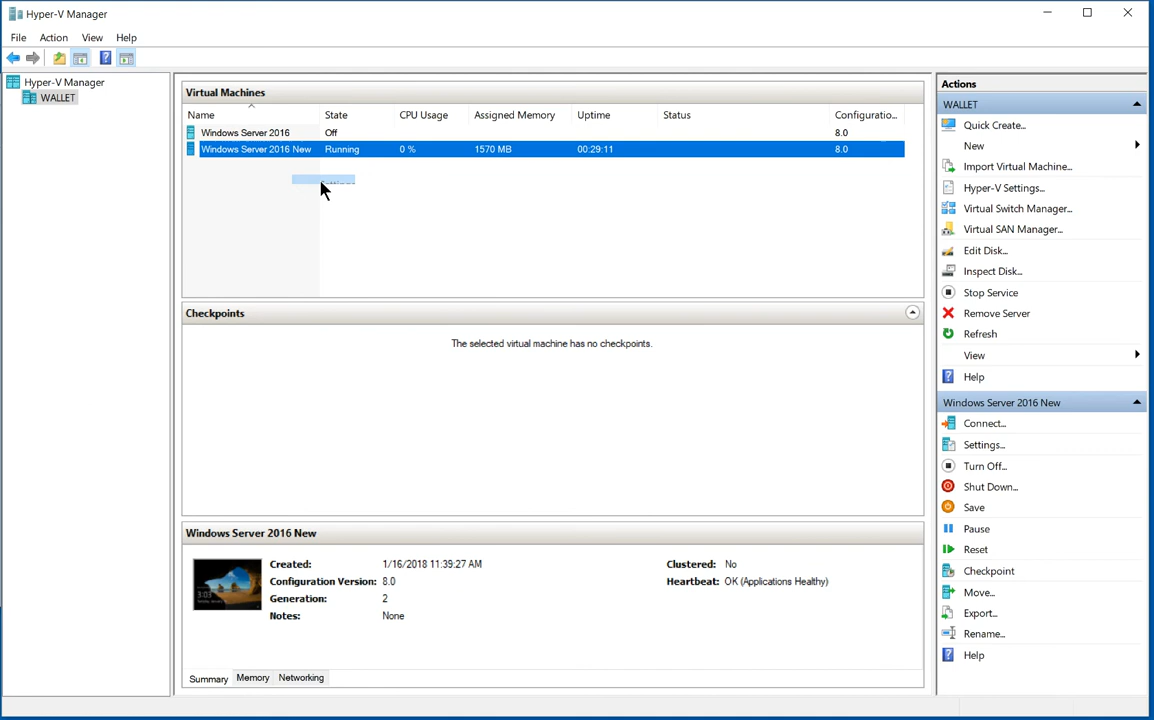 Hyper-V Manager
File Action View Help
Hyper-V Manager
WALLET
Virtual Machines
Name State CPU Usage Assigned Memory Uptime Status Configuratio...
Windows Server 2016 Off 8.0
Windows Server 2016 New Running 0 % 1570 MB 00:29:11 8.0
Checkpoints
The selected virtual machine has no checkpoints.
Windows Server 2016 New
Created: 1/16/2018 11:39:27 AM Clustered: No
Configuration Version: 8.0 Heartbeat: OK (Applications Healthy)
Generation: 2
Notes: None
3:03
Summary Memory Networking
Actions
WALLET
Quick Create...
New
Import Virtual Machine...
Hyper-V Settings...
Virtual Switch Manager...
Virtual SAN Manager...
Edit Disk...
Inspect Disk...
Stop Service
Remove Server
Refresh
View
Help
Windows Server 2016 New
Connect...
Settings...
Turn Off...
Shut Down...
Save
Pause
Reset
Checkpoint
Move...
Export...
Rename...
Help